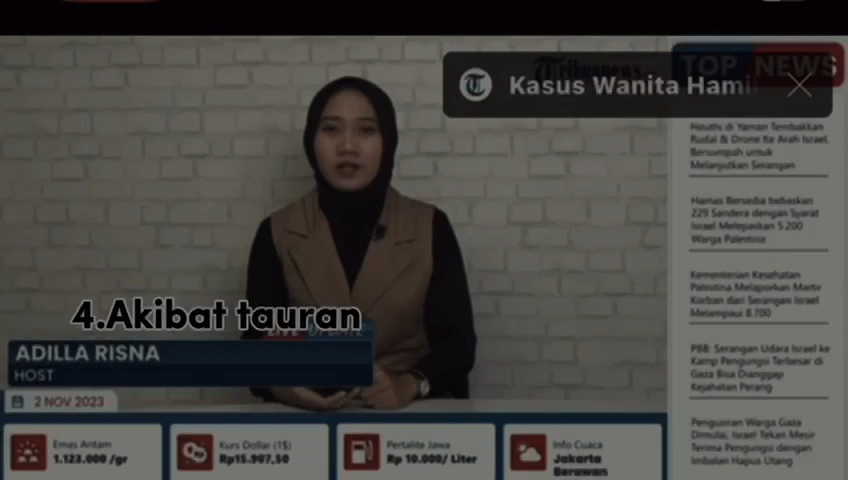 Kasus Wanita Hami
TOP NEWS
Houthi di Yaman Tembakkan
Rudal & Drone Ke Arah Israel,
Bersumpah untuk
Melanjutkan Serangan
Hamas Bersedia Bebaskan
229 Sandera dengan Syarat
Israel Melepaskan 5.200
Warga Palestina
Kementerian Kesehatan
Palestina Melaporkan Martir
Korban dari Serangan Israel
Melampaui 8.700
PBB: Serangan Udara Israel ke
Kamp Pengungsi Terbesar di
Gaza Bisa Dianggap
Kejahatan Perang
Pengusiran Warga Gaza
Dimulai, Israel Tekan Mesir
Terima Pengungsi dengan
Imbalan Hapus Utang
4.Akibat tauran
LIVE UPDATE
ADILLA RISNA
HOST
2 NOV 2023
Emas Antam
1.123.000 /gr
Kurs Dollar (1$)
Rp15.987,50
Pertalite Jawa
Rp 10.000/ Liter
Info Cuaca
Jakarta
Berawan